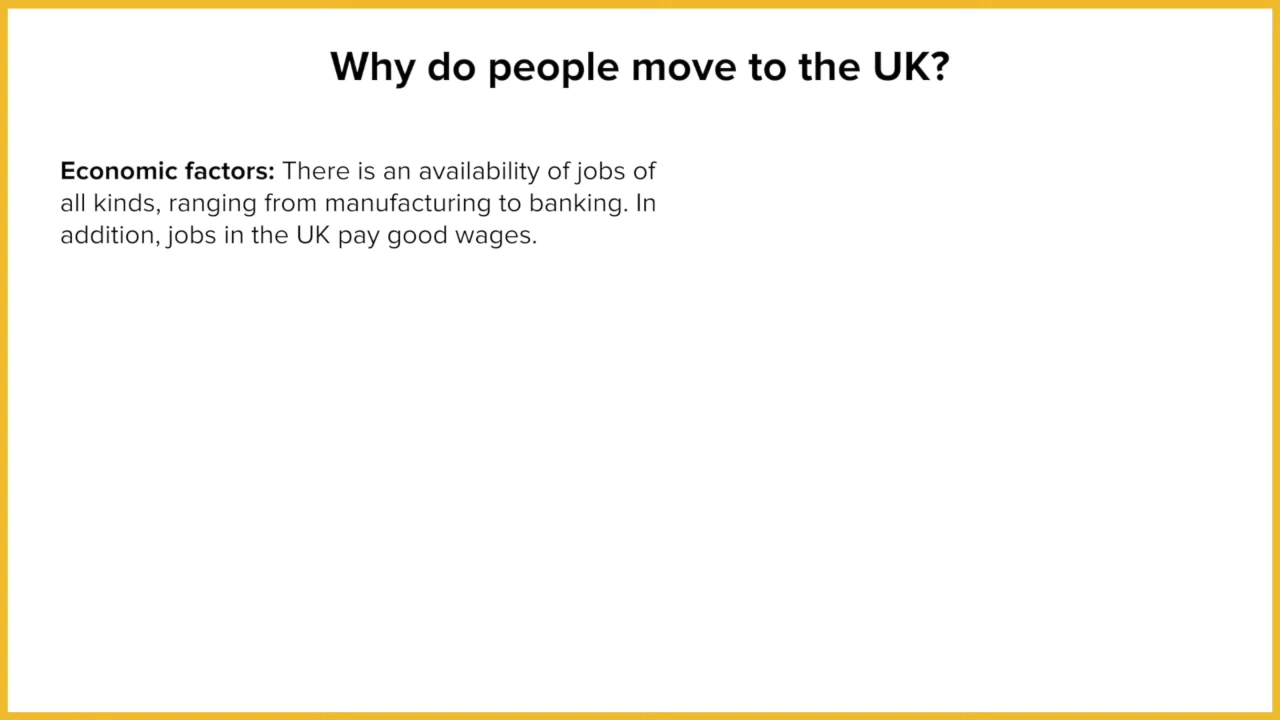 Why do people move to the UK?
Economic factors: There is an availability of jobs of
all kinds, ranging from manufacturing to banking. In
addition, jobs in the UK pay good wages.